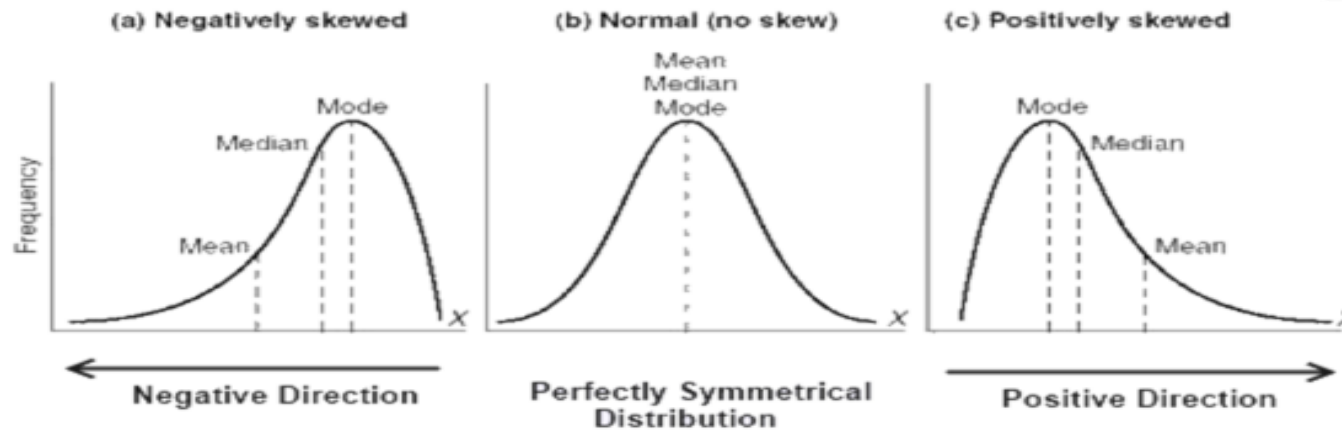 (a) Negatively skewed
(b) Normal (no skew)
(c) Positively skewed
Frequency
Mean
Median
Mode
X
Mean
Median
Mode
X
Mode
Median
Mean
X
Negative Direction
Perfectly Symmetrical
Distribution
Positive Direction